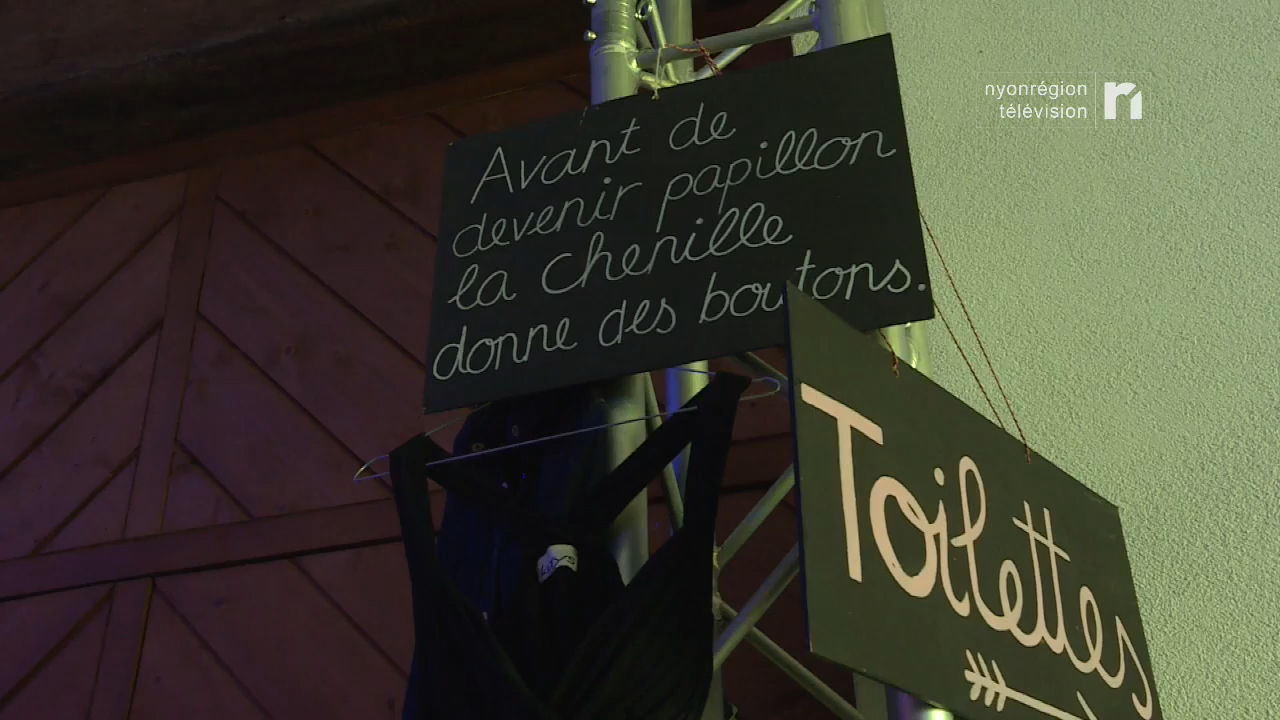 nyonrégion
télévision
Avant de
devenir papillon
la chenille
donne des boutons.
Toilettes